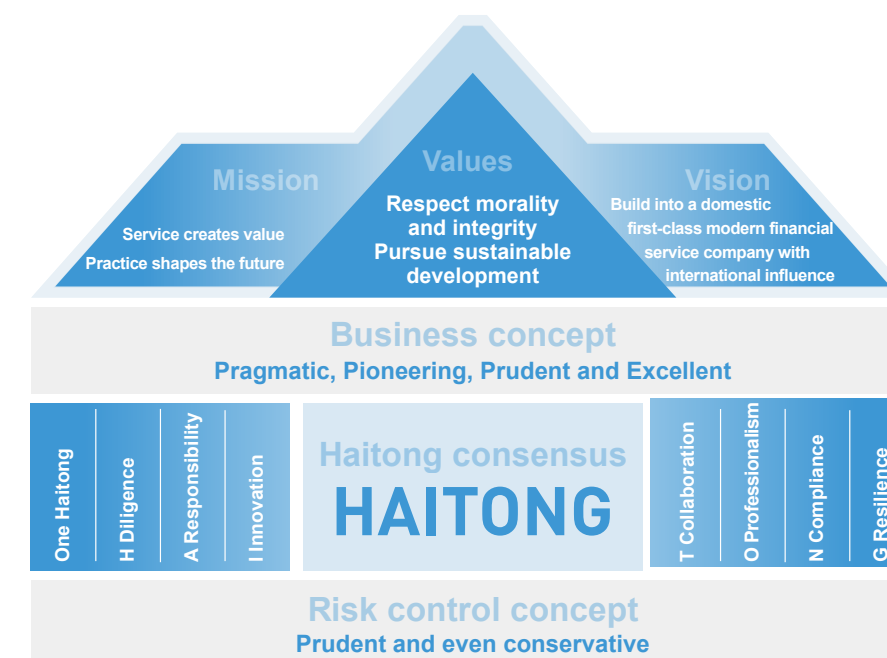 Mission
Service creates value
Practice shapes the future
Values
Respect morality
and integrity
Pursue sustainable
development
Vision
Build into a domestic
first-class modern financial
service company with
international influence
Business concept
Pragmatic, Pioneering, Prudent and Excellent
One Haitong
H Diligence
A Responsibility
I Innovation
Haitong consensus
HAITONG
T Collaboration
O Professionalism
N Compliance
G Resilience
Risk control concept
Prudent and even conservative